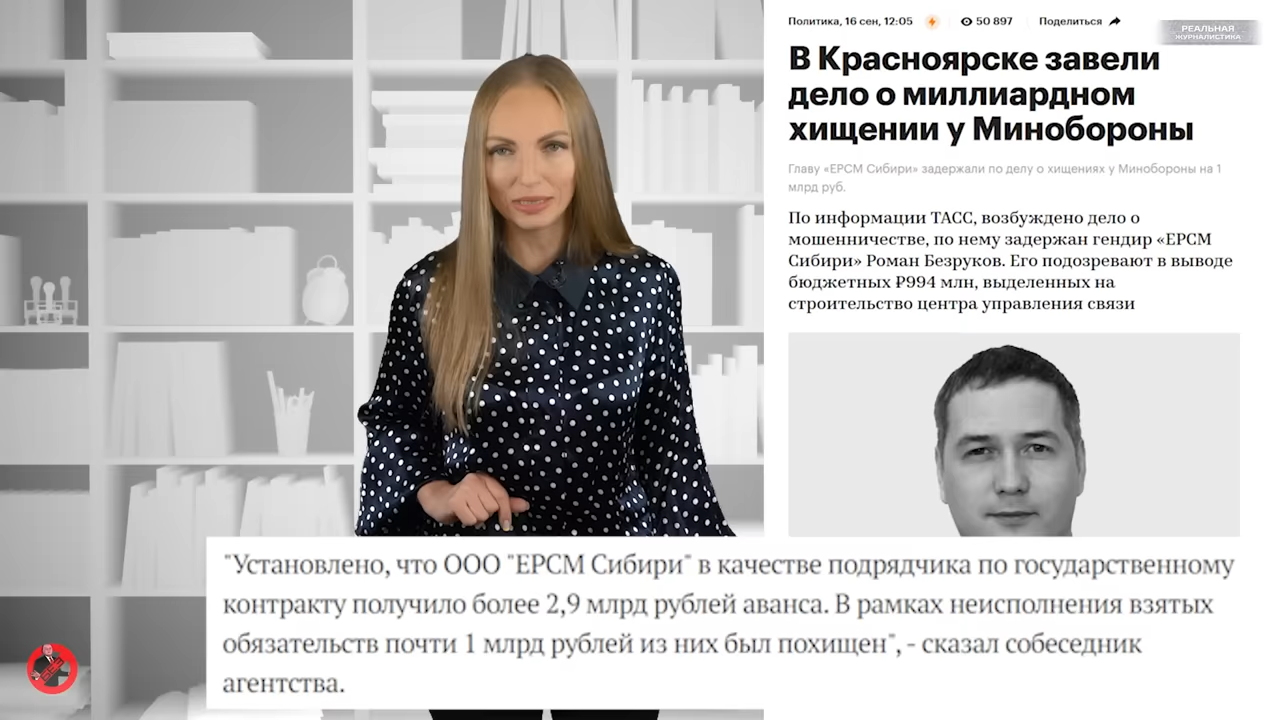 Политика, 16 сен, 12:05 50 897 Поделиться
РЕАЛЬНАЯ
ЖУРНАЛИСТИКА
В Красноярске завели
дело о миллиардном
хищении у Минобороны
Главу «ЕРСМ Сибири» задержали по делу о хищениях у Минобороны на 1
млрд руб.
По информации ТАСС, возбуждено дело о
мошенничестве, по нему задержан гендир «ЕРСМ
Сибири» Роман Безруков. Его подозревают в выводе
бюджетных ₽994 млн, выделенных на
строительство центра управления связи
"Установлено, что ООО "ЕРСМ Сибири" в качестве подрядчика по государственному
контракту получило более 2,9 млрд рублей аванса. В рамках неисполнения взятых
обязательств почти 1 млрд рублей из них был похищен", - сказал собеседник
агентства.